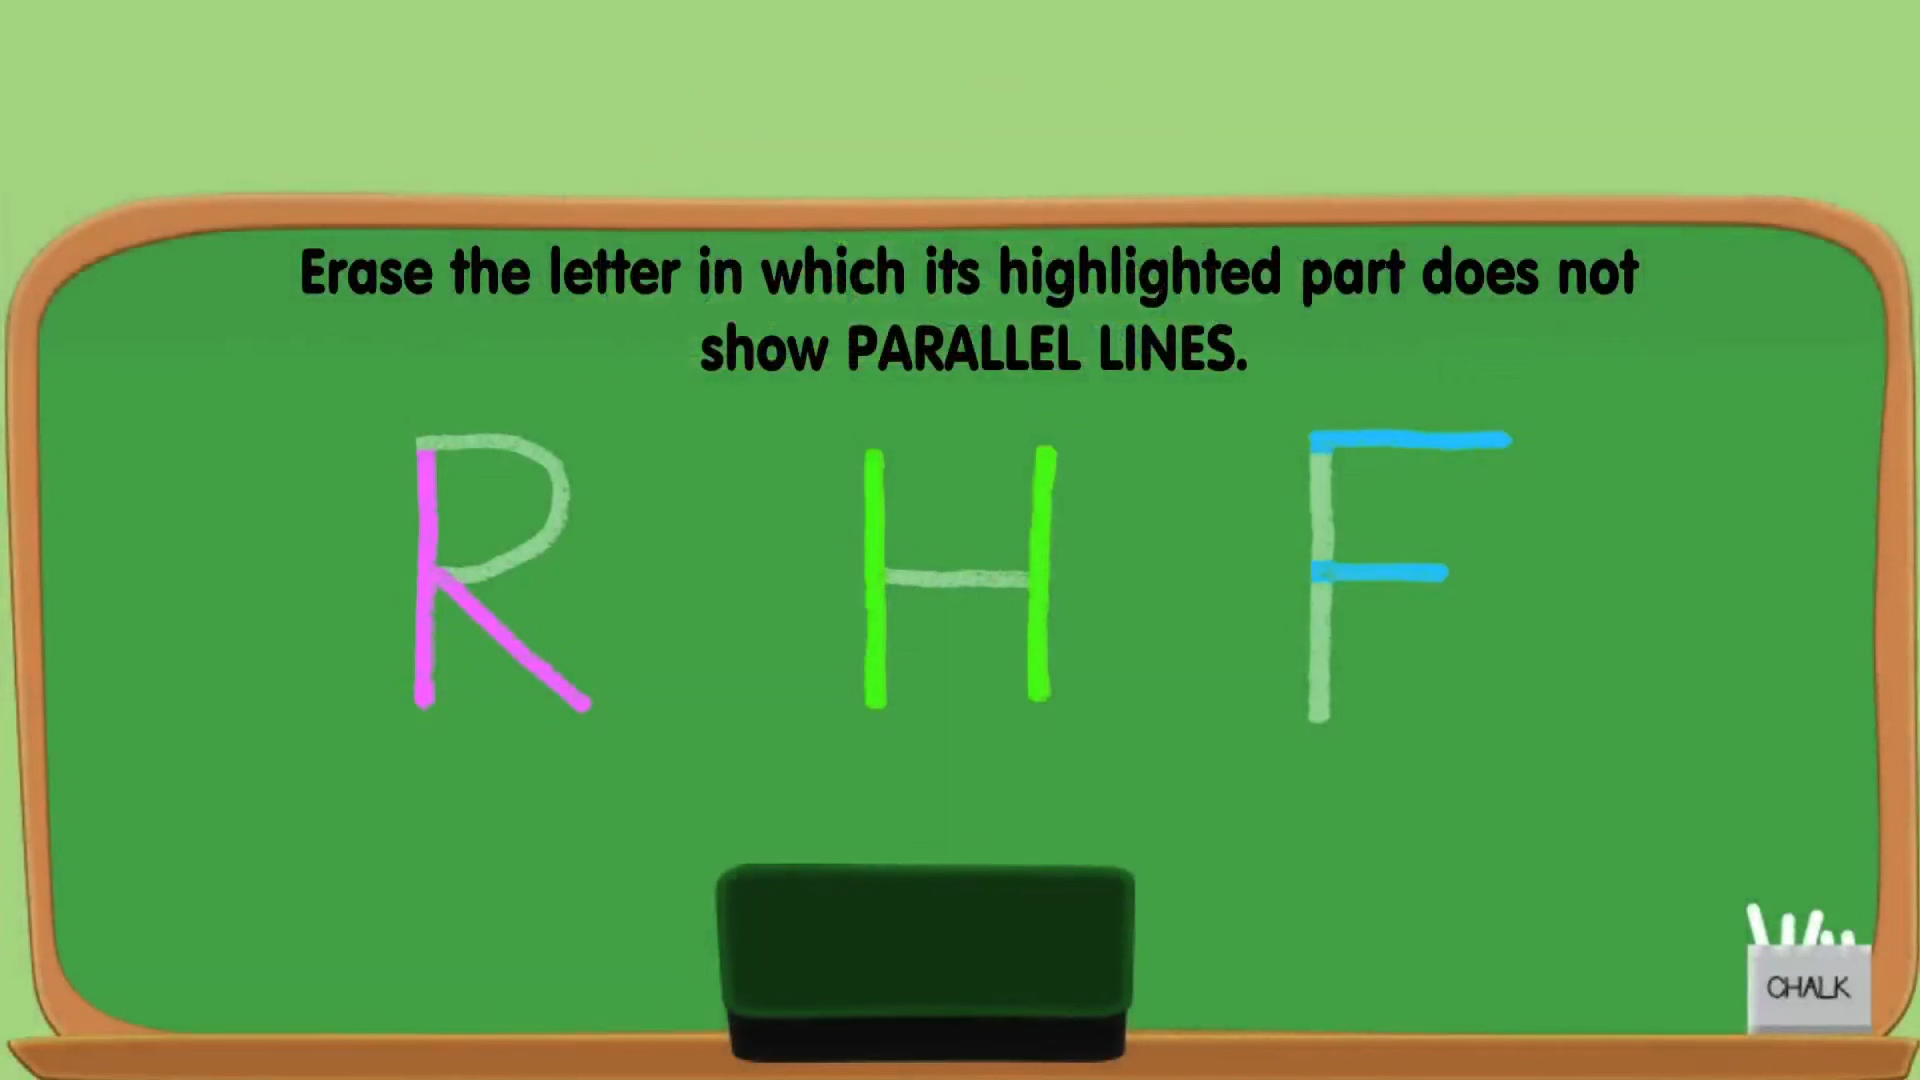 Erase the letter in which its highlighted part does not
show PARALLEL LINES.
R H F
CHALK